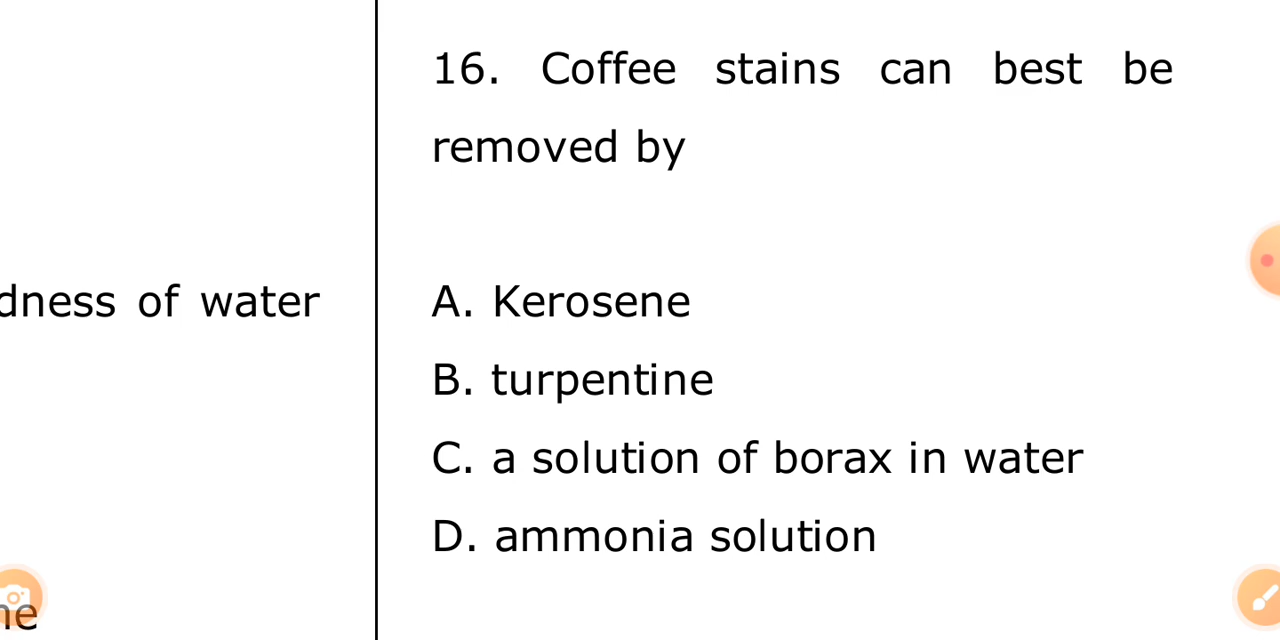 dness of water
16. Coffee stains can best be
removed by
A. Kerosene
B. turpentine
C. a solution of borax in water
D. ammonia solution